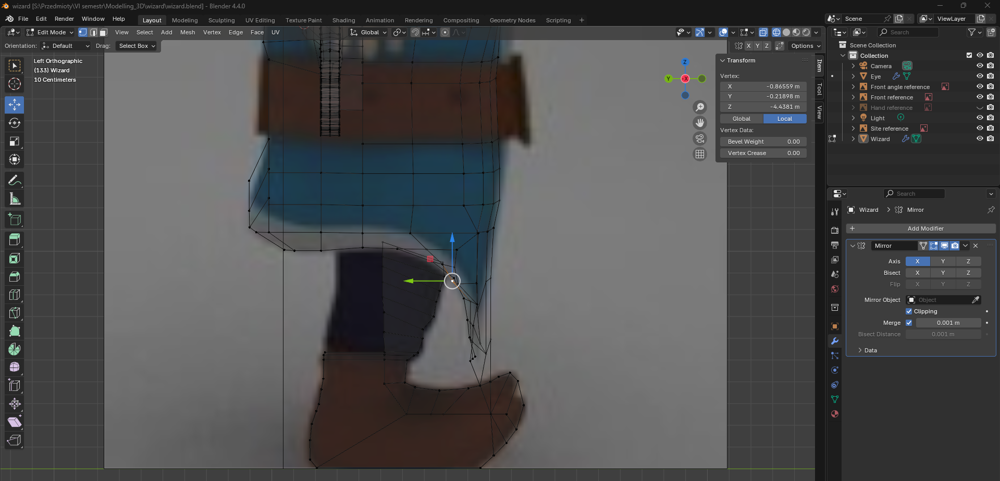 wizard [S:\Przedmioty\VI semestr\Modelling_3D\wizard\wizard.blend] - Blender 4.4.0
File Edit Render Window Help Layout Modeling Sculpting UV Editing Texture Paint Shading Animation Rendering Compositing Geometry Nodes Scripting + Scene ViewLayer
Edit Mode View Select Add Mesh Vertex Edge Face UV Global Search
Orientation: Default Drag: Select Box X Y Z Options
Left Orthographic
(133) Wizard
10 Centimeters
Z
Y
-X
Transform
Vertex:
X -0.86559 m
Y -0.21898 m
Z -4.4381 m
Global Local
Vertex Data:
Bevel Weight 0.00
Vertex Crease 0.00
Item
Tool
View
Scene Collection
Collection
Camera
Eye
Front angle reference
Front reference
Hand reference
Light
Site reference
Wizard
Search
Wizard > Mirror
+ Add Modifier
Mirror
Axis X Y Z
Bisect X Y Z
Flip X Y Z
Mirror Object Object
Clipping
Merge 0.001 m
Bisect Distance 0.001 m
> Data